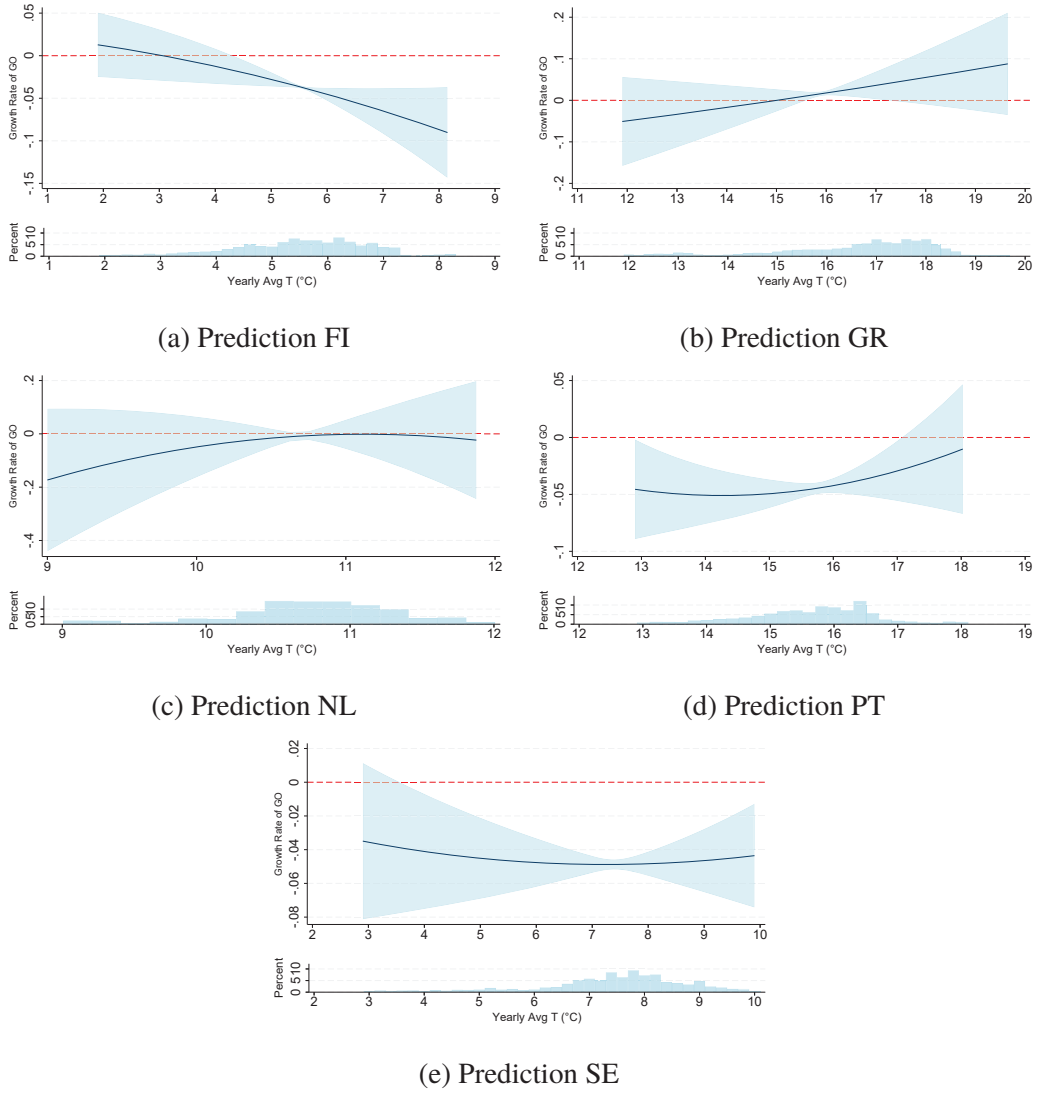 .05
0
-.05
-.1
-.15
Growth Rate of GO
1 2 3 4 5 6 7 8 9
Percent
0 5 10
1 2 3 4 5 6 7 8 9
Yearly Avg T (°C)
(a) Prediction FI
.2
.1
0
-.1
-.2
Growth Rate of GO
11 12 13 14 15 16 17 18 19 20
Percent
0 5 10
11 12 13 14 15 16 17 18 19 20
Yearly Avg T (°C)
(b) Prediction GR
.2
0
-.2
-.4
Growth Rate of GO
9 10 11 12
Percent
0 5 10
9 10 11 12
Yearly Avg T (°C)
(c) Prediction NL
.05
0
-.05
-.1
Growth Rate of GO
12 13 14 15 16 17 18 19
Percent
0 5 10
12 13 14 15 16 17 18 19
Yearly Avg T (°C)
(d) Prediction PT
.02
0
-.02
-.04
-.06
-.08
Growth Rate of GO
2 3 4 5 6 7 8 9 10
Percent
0 5 10
2 3 4 5 6 7 8 9 10
Yearly Avg T (°C)
(e) Prediction SE